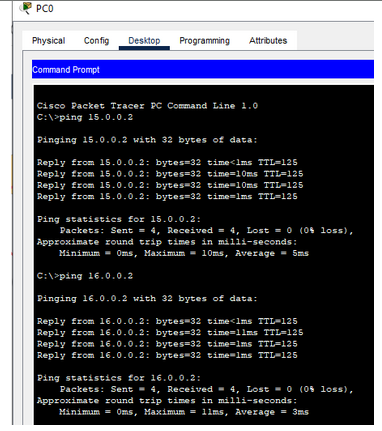 PC0
Physical Config Desktop Programming Attributes
Command Prompt
Cisco Packet Tracer PC Command Line 1.0
C:\>ping 15.0.0.2
Pinging 15.0.0.2 with 32 bytes of data:
Reply from 15.0.0.2: bytes=32 time<1ms TTL=125
Reply from 15.0.0.2: bytes=32 time=10ms TTL=125
Reply from 15.0.0.2: bytes=32 time=10ms TTL=125
Reply from 15.0.0.2: bytes=32 time=1ms TTL=125
Ping statistics for 15.0.0.2:
Packets: Sent = 4, Received = 4, Lost = 0 (0% loss),
Approximate round trip times in milli-seconds:
Minimum = 0ms, Maximum = 10ms, Average = 5ms
C:\>ping 16.0.0.2
Pinging 16.0.0.2 with 32 bytes of data:
Reply from 16.0.0.2: bytes=32 time<1ms TTL=125
Reply from 16.0.0.2: bytes=32 time=11ms TTL=125
Reply from 16.0.0.2: bytes=32 time=1ms TTL=125
Reply from 16.0.0.2: bytes=32 time=1ms TTL=125
Ping statistics for 16.0.0.2:
Packets: Sent = 4, Received = 4, Lost = 0 (0% loss),
Approximate round trip times in milli-seconds:
Minimum = 0ms, Maximum = 11ms, Average = 3ms